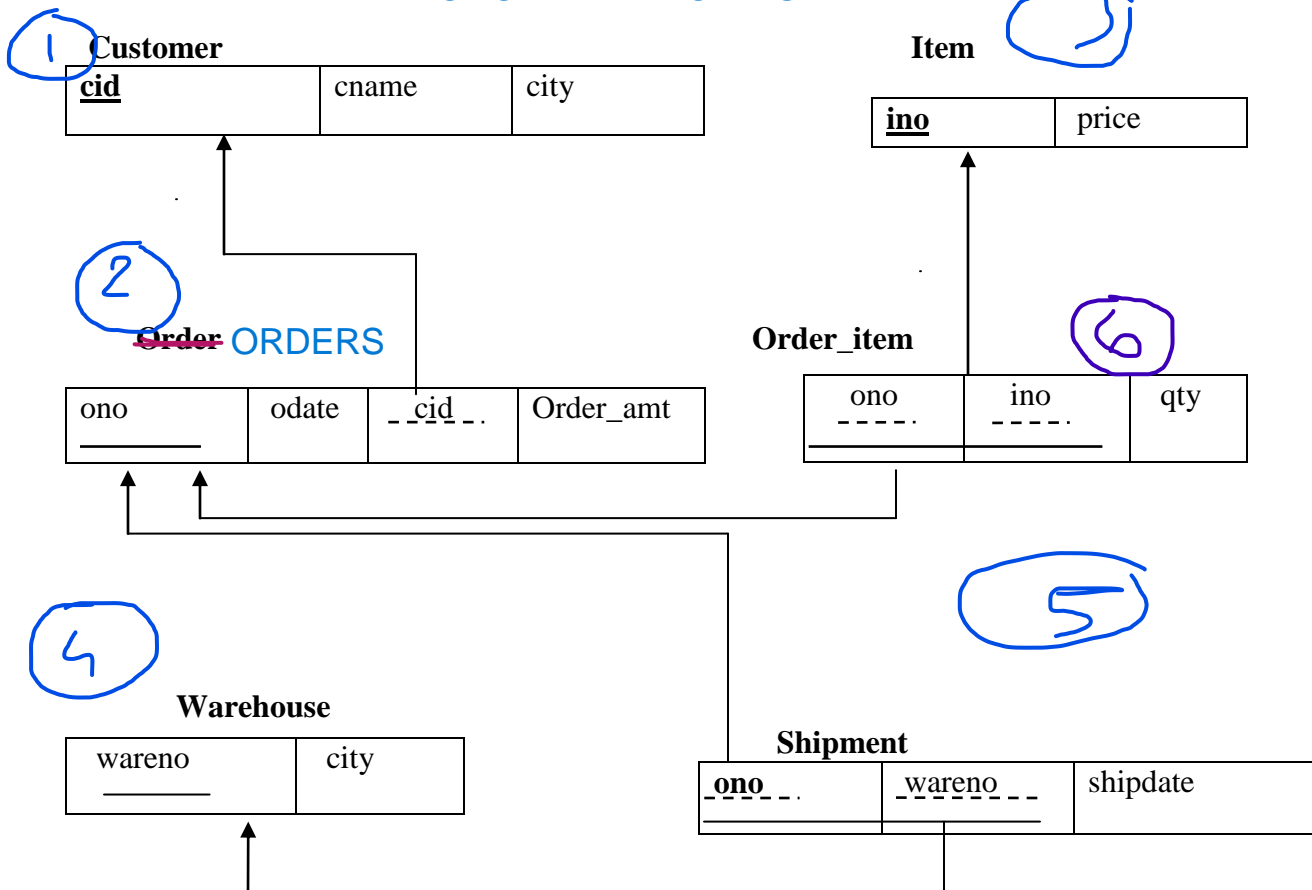 1
Customer
cid cname city
Item
ino price
2
Order ORDERS
ono odate cid Order_amt
Order_item
6
ono ino qty
5
4
Warehouse
wareno city
Shipment
ono wareno shipdate